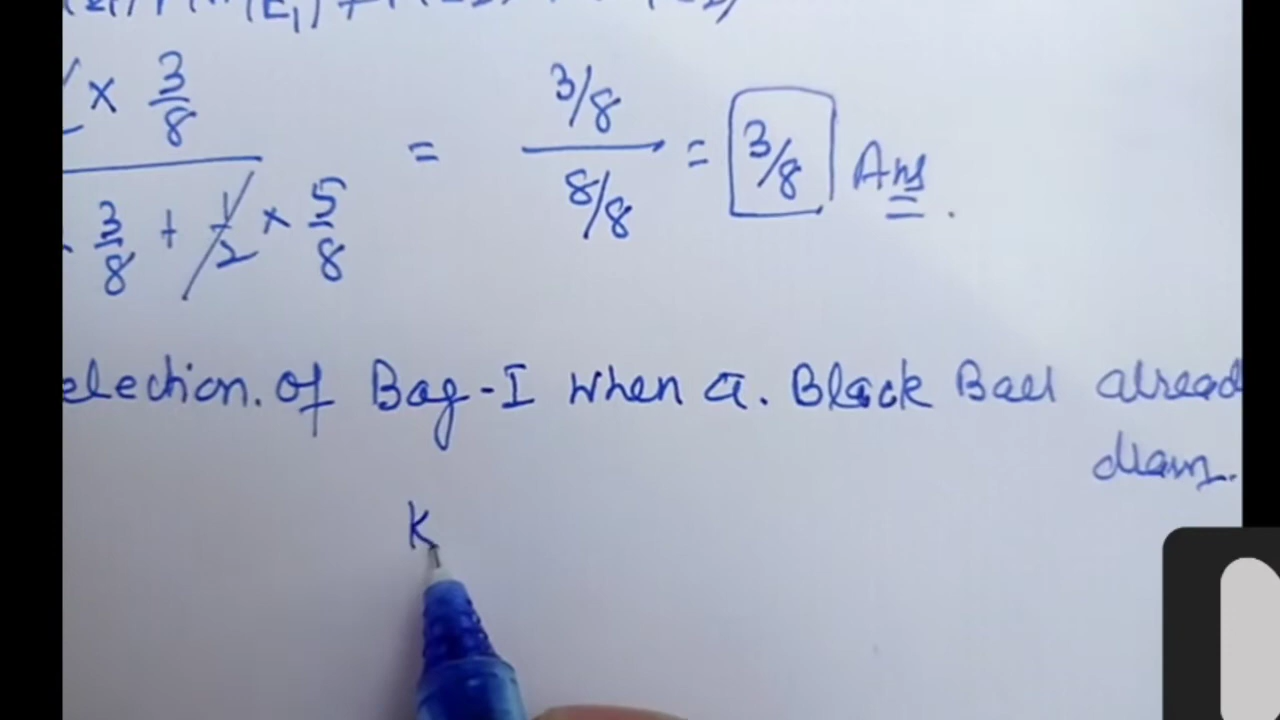 × 3/8 = 3/8 / 8/8 = 3/8 Ans.
3/8 + 1/2 × 5/8
election. of Bag-I when a. Black Ball alread
drawn.
K